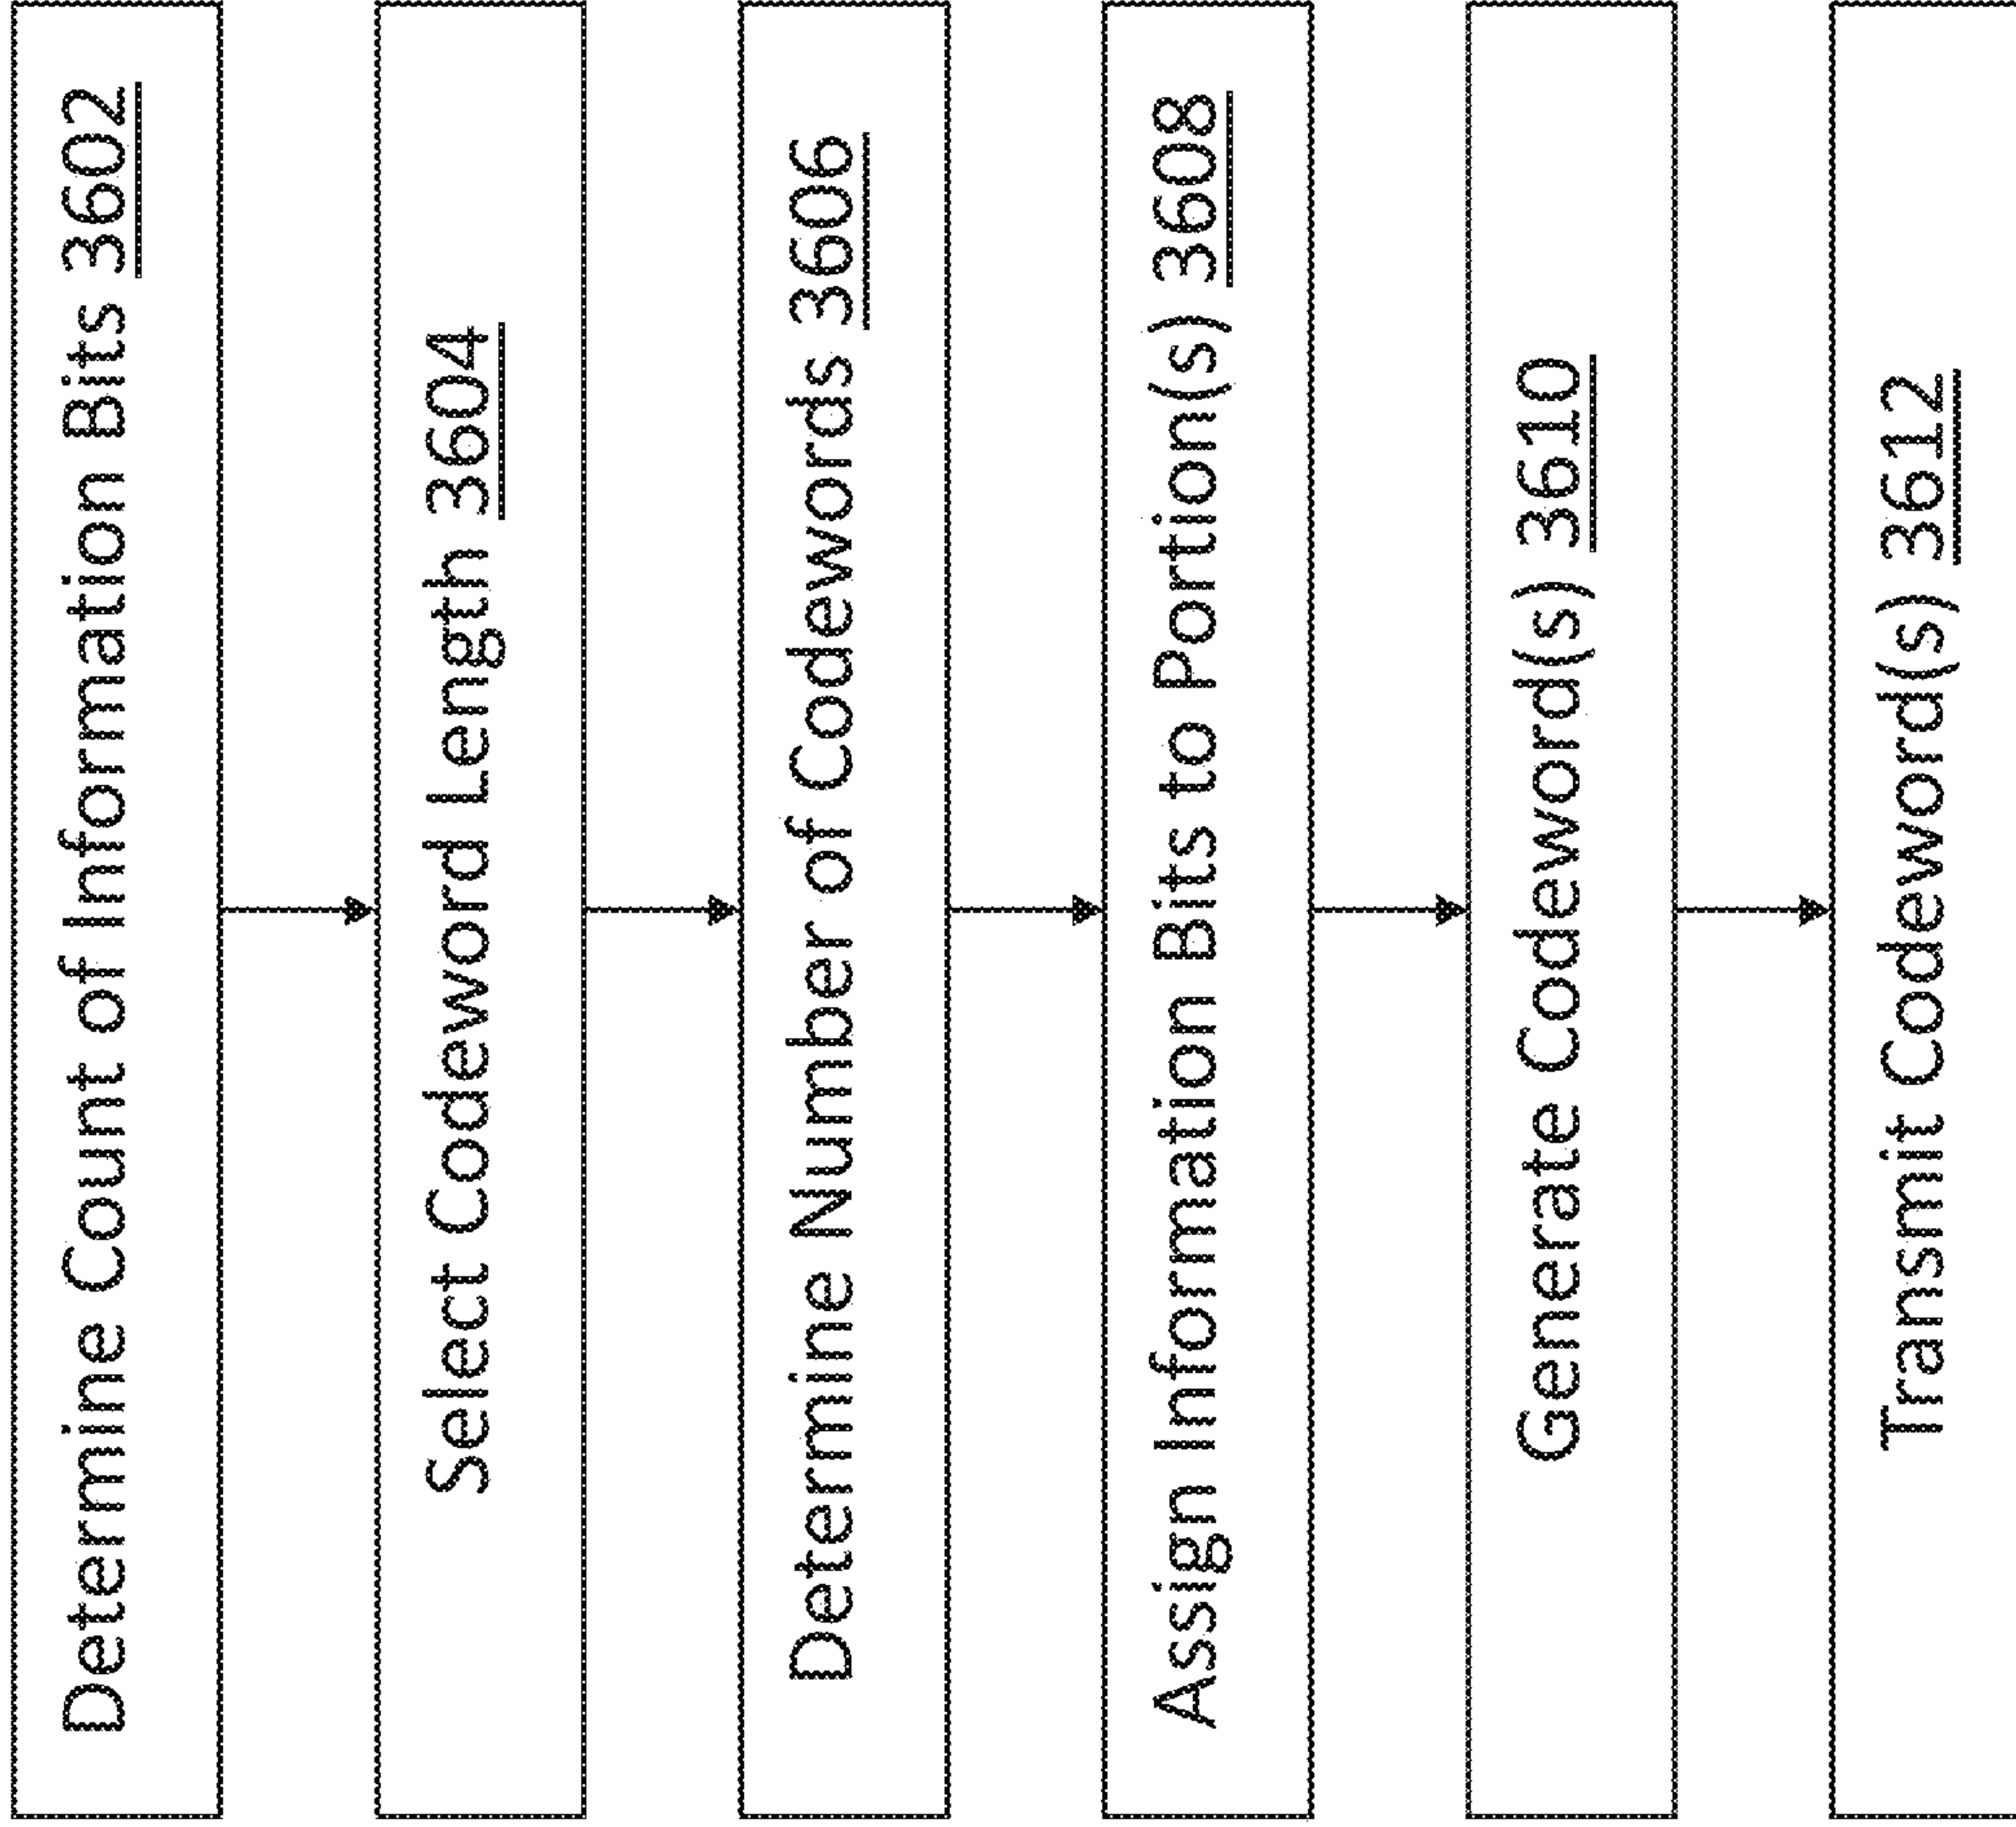 Determine Count of Information Bits 3602
Select Codeword Length 3604
Determine Number of Codewords 3606
Assign Information Bits to Portion(s) 3608
Generate Codeword(s) 3610
Transmit Codeword(s) 3612